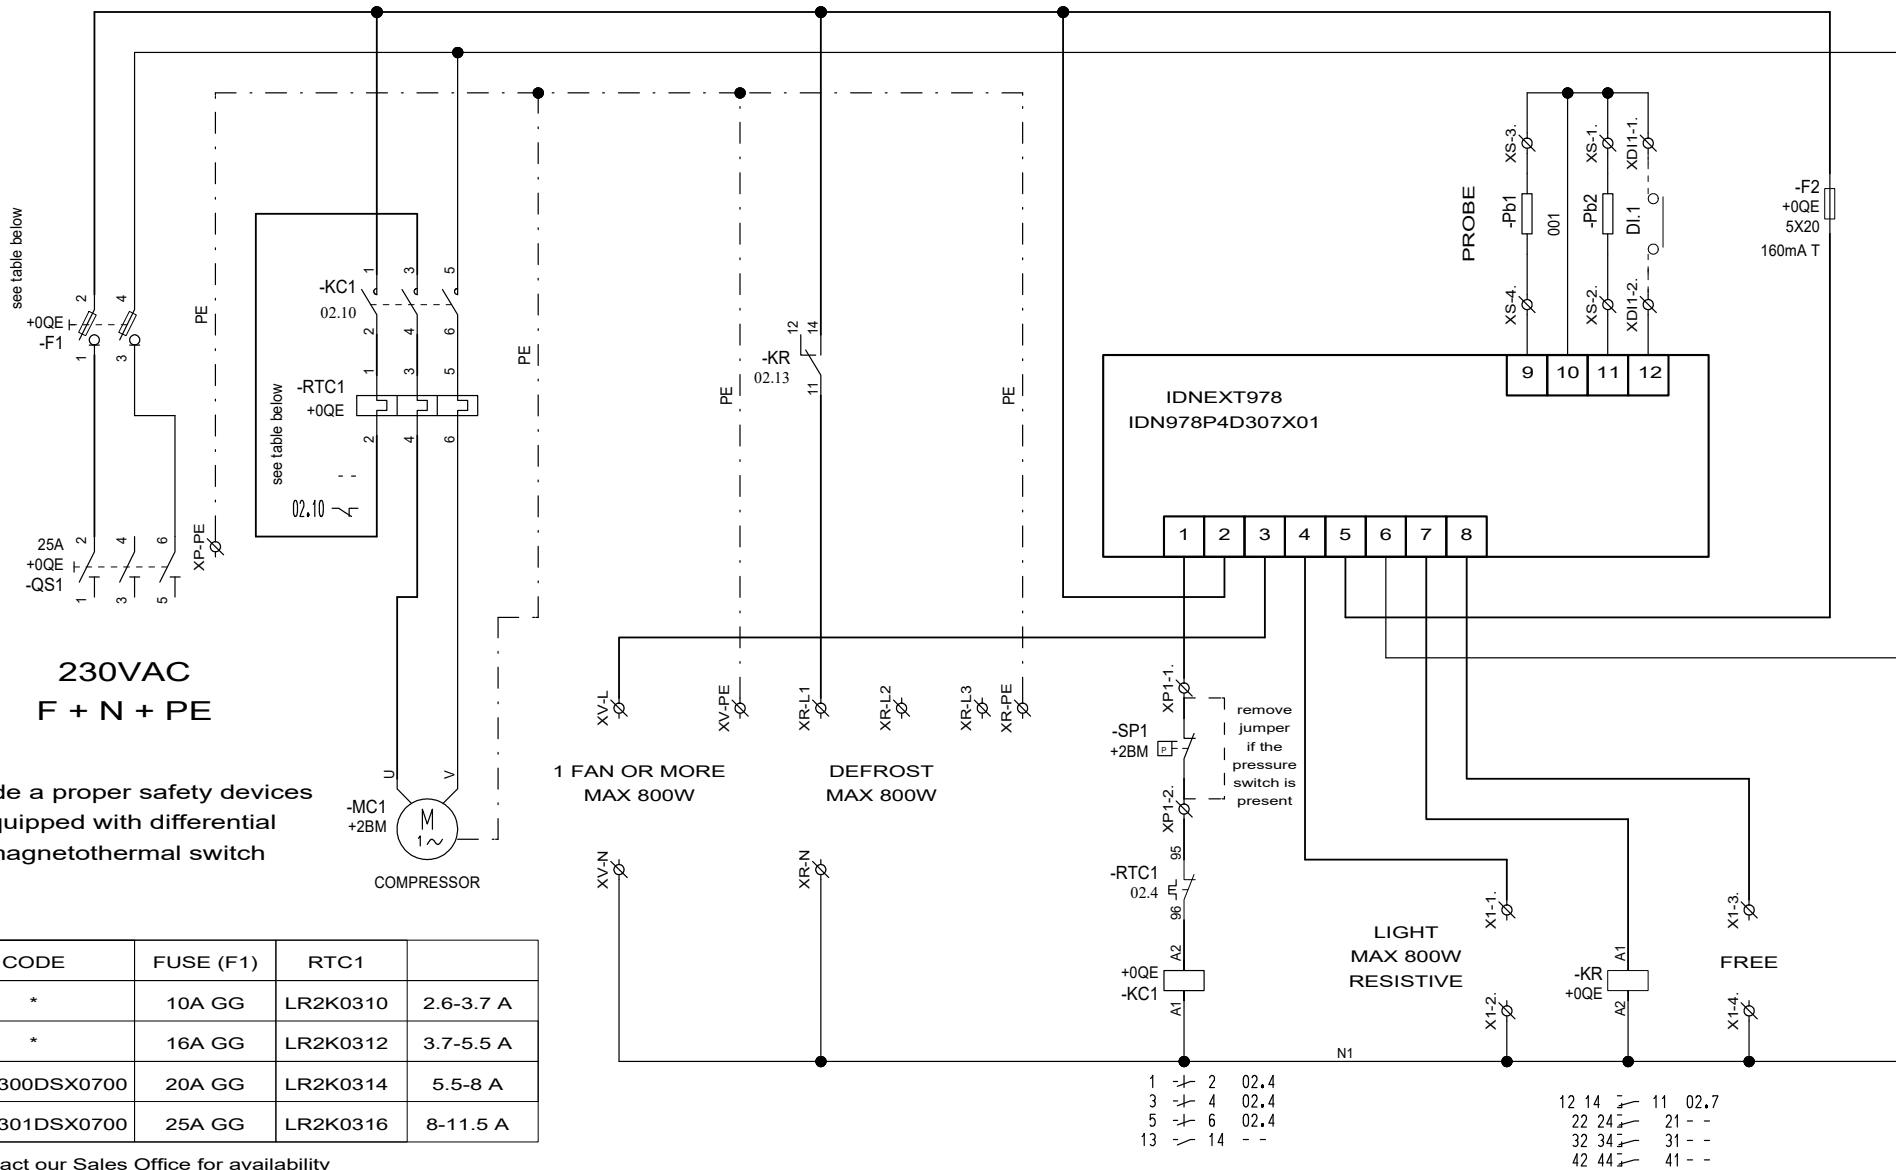 see table below
2
4
+0QE
-F1
1
3
PE
25A
+0QE
-QS1
2
4
6
1
3
5
XP-PE
230VAC
F + N + PE
de a proper safety devices
quipped with differential
magnetothermal switch
-KC1
02.10
1
3
5
2
4
6
-RTC1
+0QE
1
3
5
2
4
6
see table below
- -
02.10
PE
U
V
-MC1
+2BM
M
1~
COMPRESSOR
PE
12
14
-KR
02.13
11
PE
XV-L
XV-PE
XR-L1
XR-L2
XR-L3
XR-PE
1 FAN OR MORE
MAX 800W
DEFROST
MAX 800W
XV-N
XR-N
PROBE
XS-3.
-Pb1
XS-4.
001
XS-1.
-Pb2
XS-2.
XDI1-1.
DI.1
XDI1-2.
-F2
+0QE
5X20
160mA T
IDNEXT978
IDN978P4D307X01
9 10 11 12
1 2 3 4 5 6 7 8
XP1-1.
-SP1
+2BM
P
XP1-2.
remove
jumper
if the
pressure
switch is
present
95
-RTC1
02.4
96
A2
+0QE
-KC1
A1
LIGHT
MAX 800W
RESISTIVE
X1-1.
X1-2.
A1
-KR
+0QE
A2
X1-3.
FREE
X1-4.
N1
CODE FUSE (F1) RTC1
* 10A GG LR2K0310 2.6-3.7 A
* 16A GG LR2K0312 3.7-5.5 A
300DSX0700 20A GG LR2K0314 5.5-8 A
301DSX0700 25A GG LR2K0316 8-11.5 A
act our Sales Office for availability
1 2 02.4
3 4 02.4
5 6 02.4
13 14 - -
12 14 11 02.7
22 24 21 - -
32 34 31 - -
42 44 41 - -